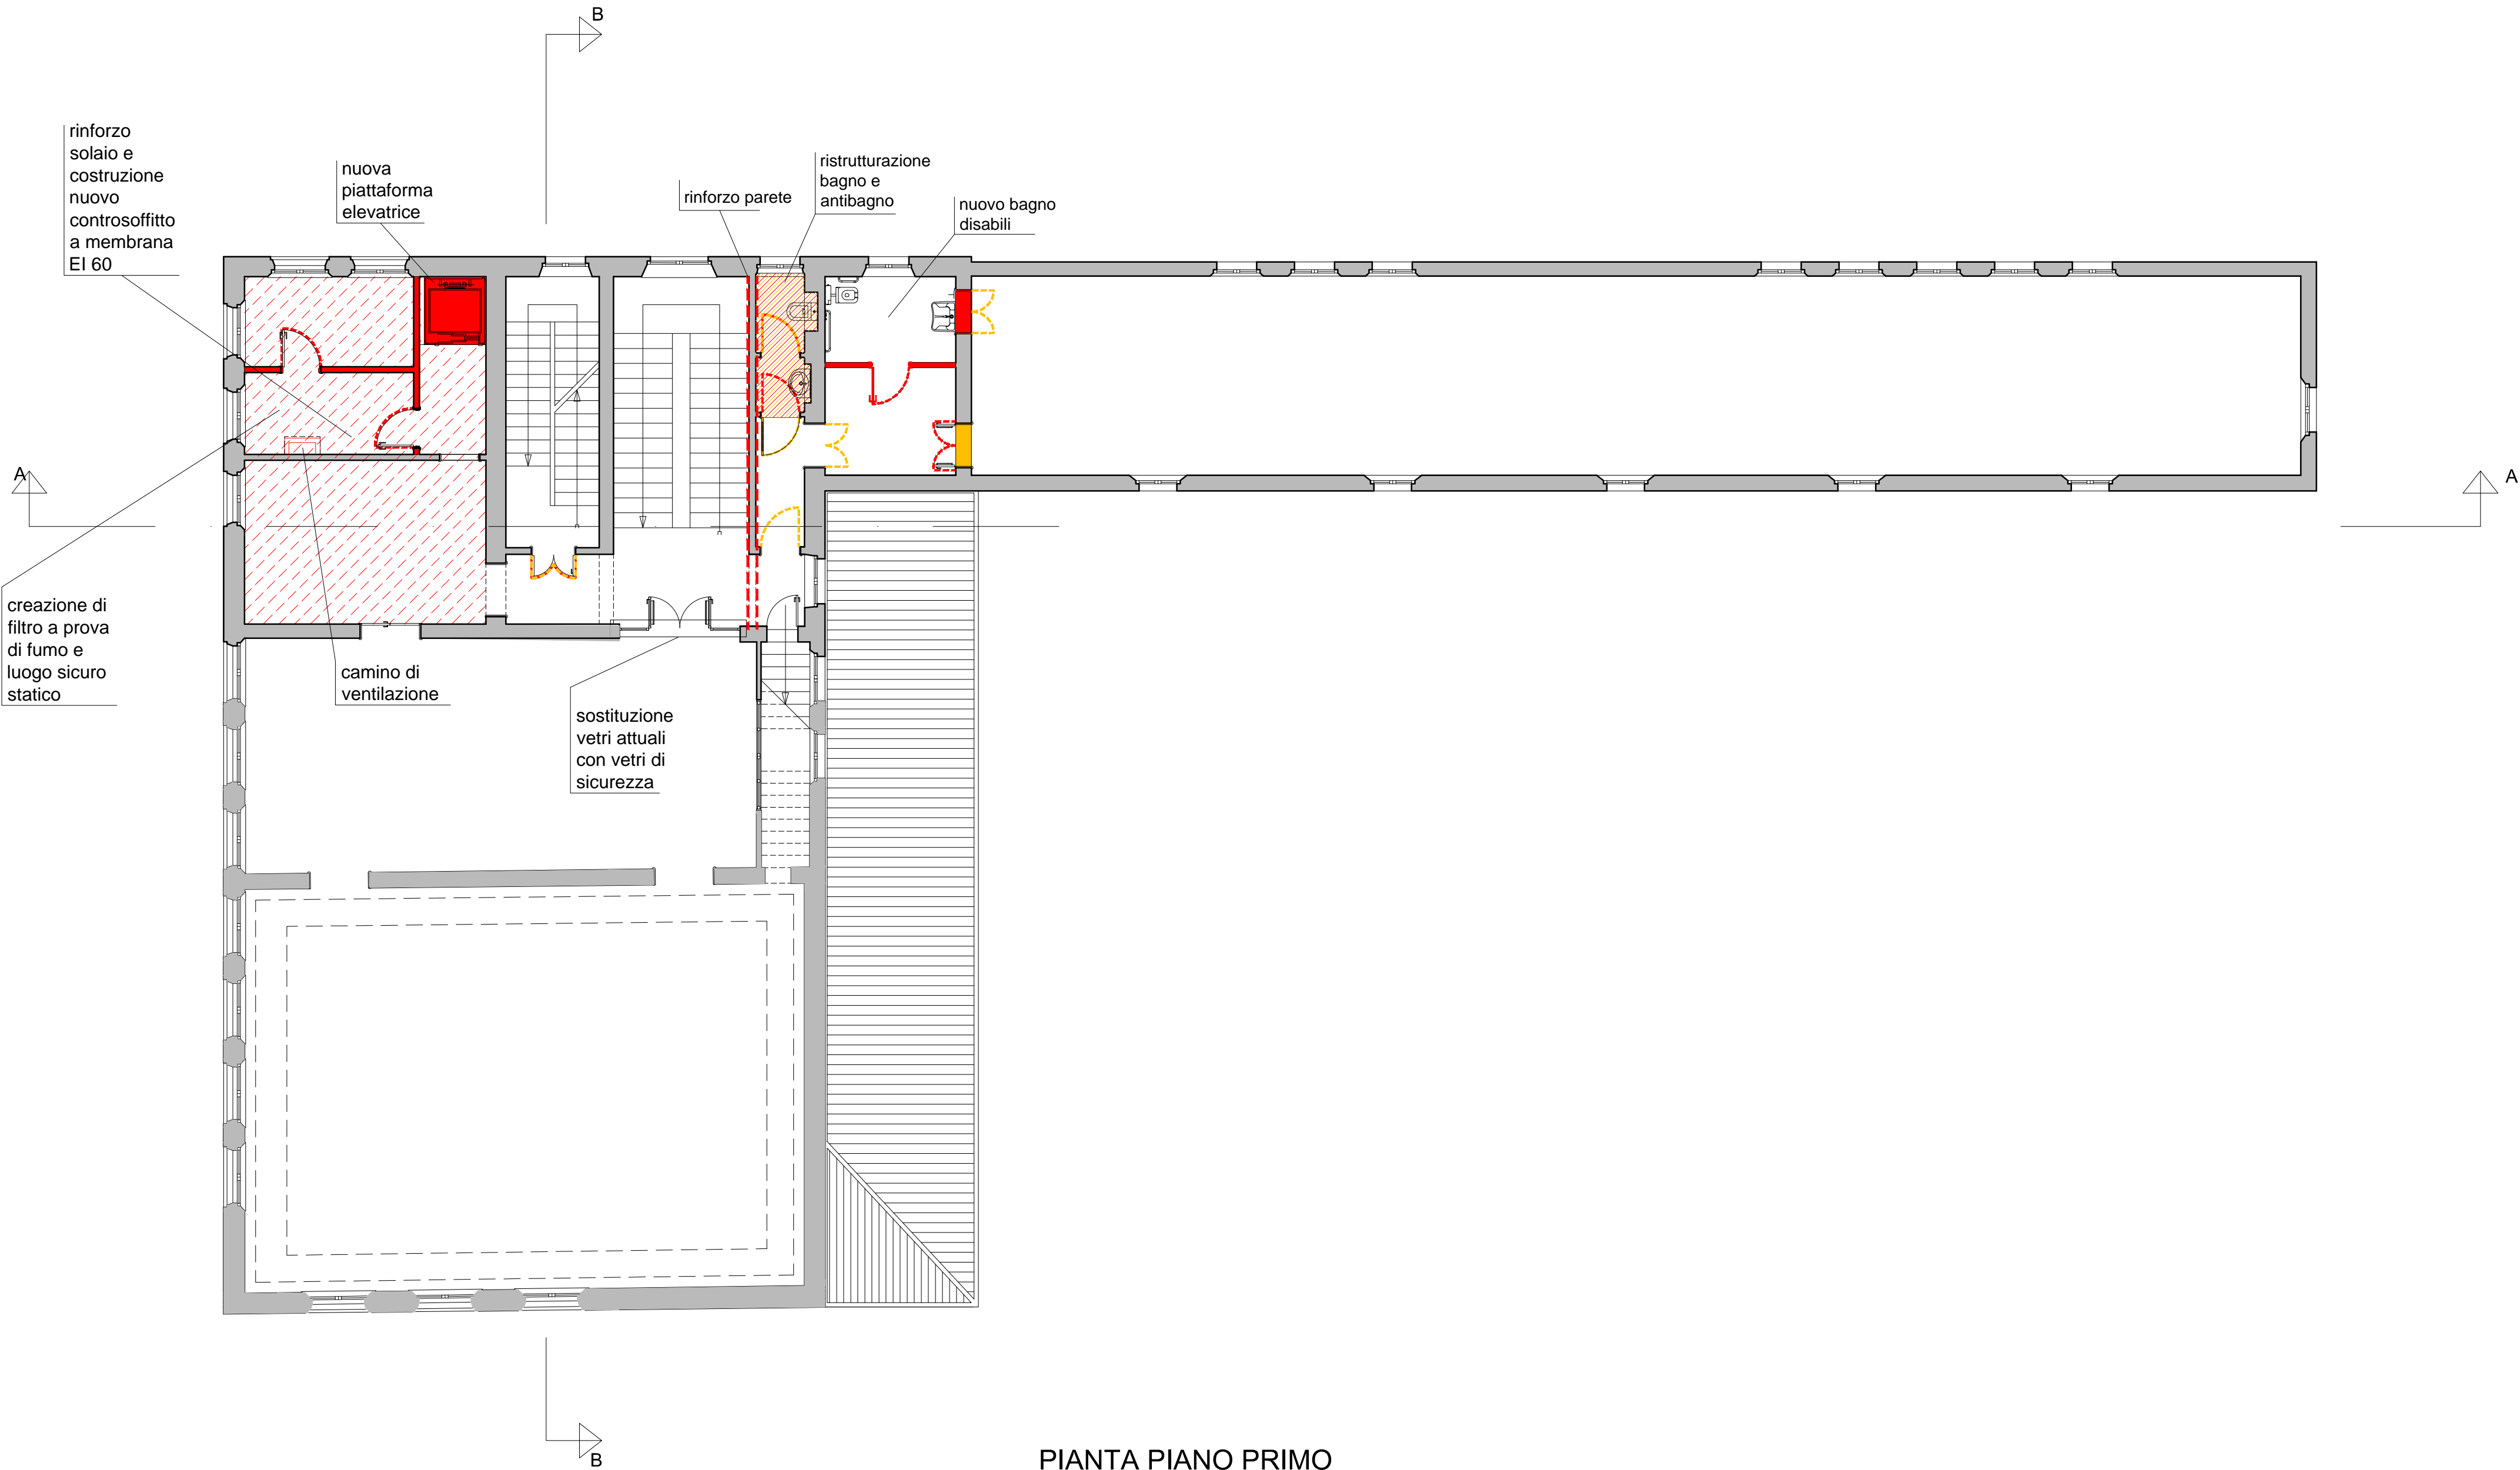 B
rinforzo
solaio e
costruzione
nuovo
controsoffitto
a membrana
EI 60
nuova
piattaforma
elevatrice
rinforzo parete
ristrutturazione
bagno e
antibagno
nuovo bagno
disabili
A
A
creazione di
filtro a prova
di fumo e
luogo sicuro
statico
camino di
ventilazione
sostituzione
vetri attuali
con vetri di
sicurezza
B
PIANTA PIANO PRIMO